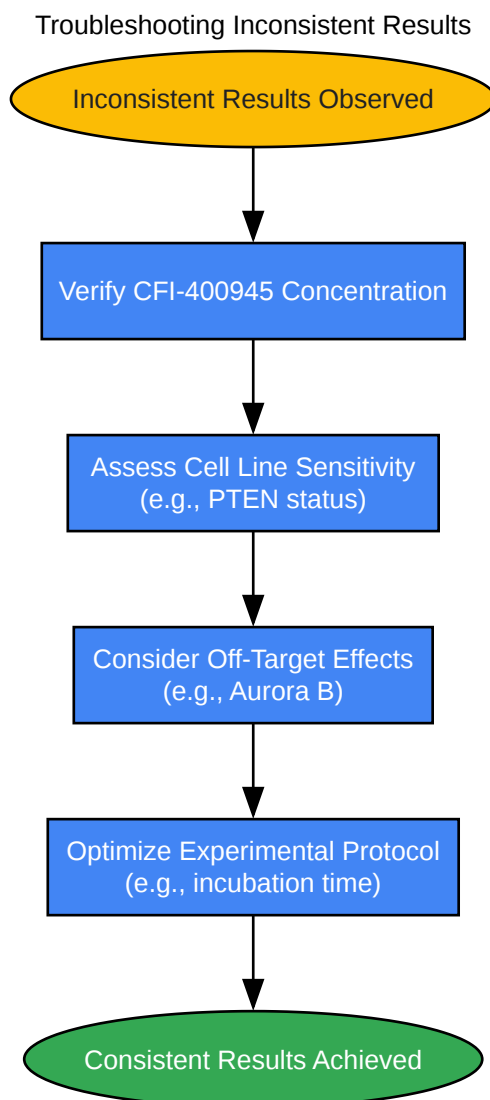 Troubleshooting Inconsistent Results
Inconsistent Results Observed
Verify CFI-400945 Concentration
Assess Cell Line Sensitivity
(e.g., PTEN status)
Consider Off-Target Effects
(e.g., Aurora B)
Optimize Experimental Protocol
(e.g., incubation time)
Consistent Results Achieved